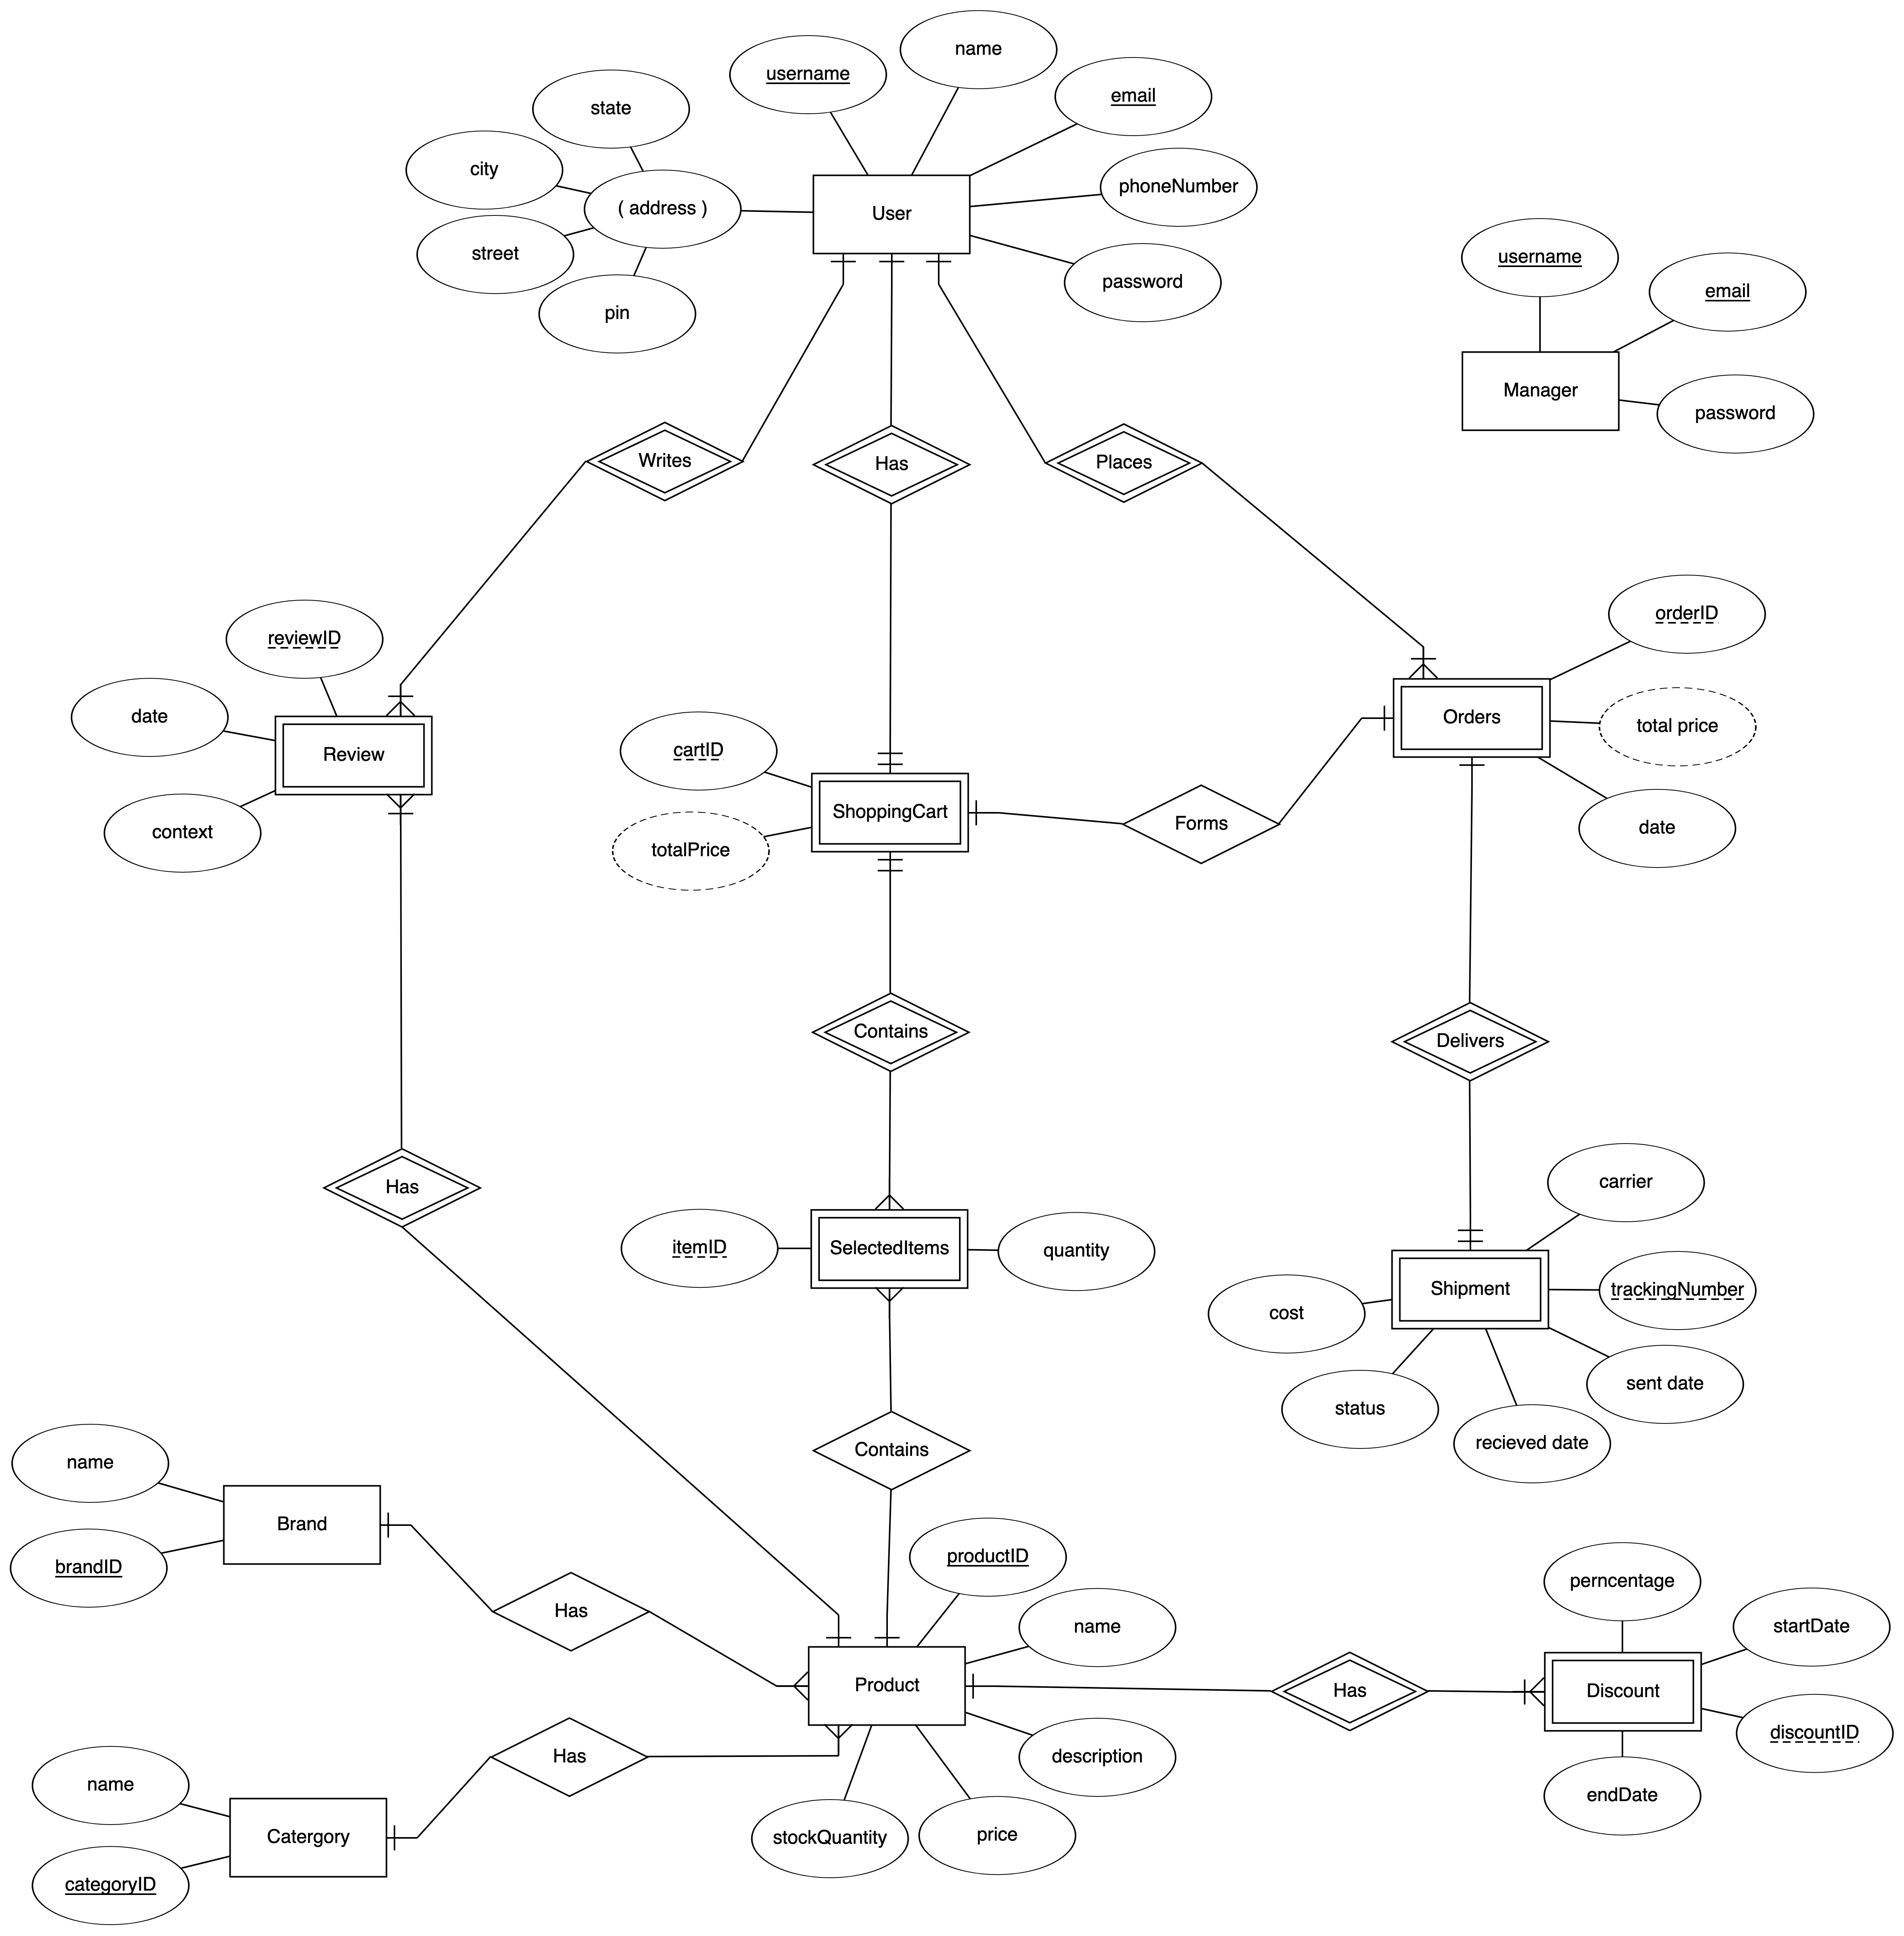 name
username
email
state
city
phoneNumber
( address )
User
street
username
password
email
pin
Manager
password
Writes
Has
Places
orderID
reviewID
date
Orders
total price
cartID
Review
ShoppingCart
Forms
date
context
totalPrice
Contains
Delivers
carrier
Has
itemID
SelectedItems
quantity
Shipment
trackingNumber
cost
sent date
status
recieved date
Contains
name
Brand
productID
brandID
perncentage
Has
name
startDate
Product
Has
Discount
discountID
Has
description
name
endDate
Catergory
stockQuantity
price
categoryID